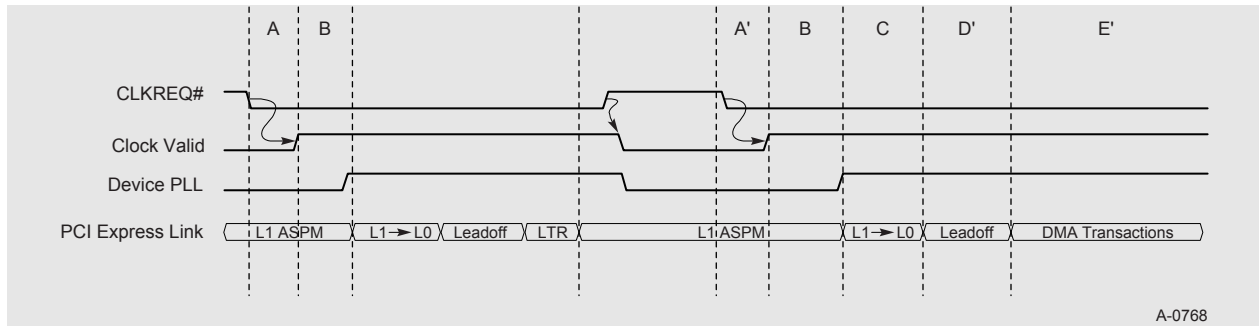 A B A' B C D' E'
CLKREQ#
Clock Valid
Device PLL
PCI Express Link L1 ASPM L1→L0 Leadoff LTR L1 ASPM L1→L0 Leadoff DMA Transactions
A-0768